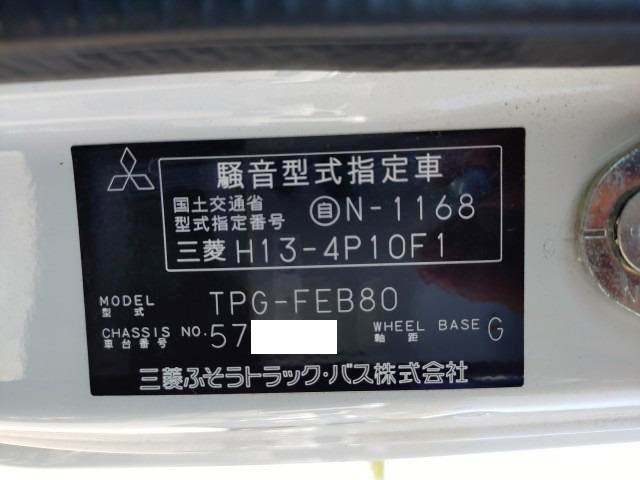 騒音型式指定車
国土交通省
型式指定番号 自N-1168
三菱 H13-4P10F1
MODEL TPG-FEB80
型式
CHASSIS NO. 57 WHEEL BASE G
車台番号 軸距
三菱ふそうトラック・バス株式会社